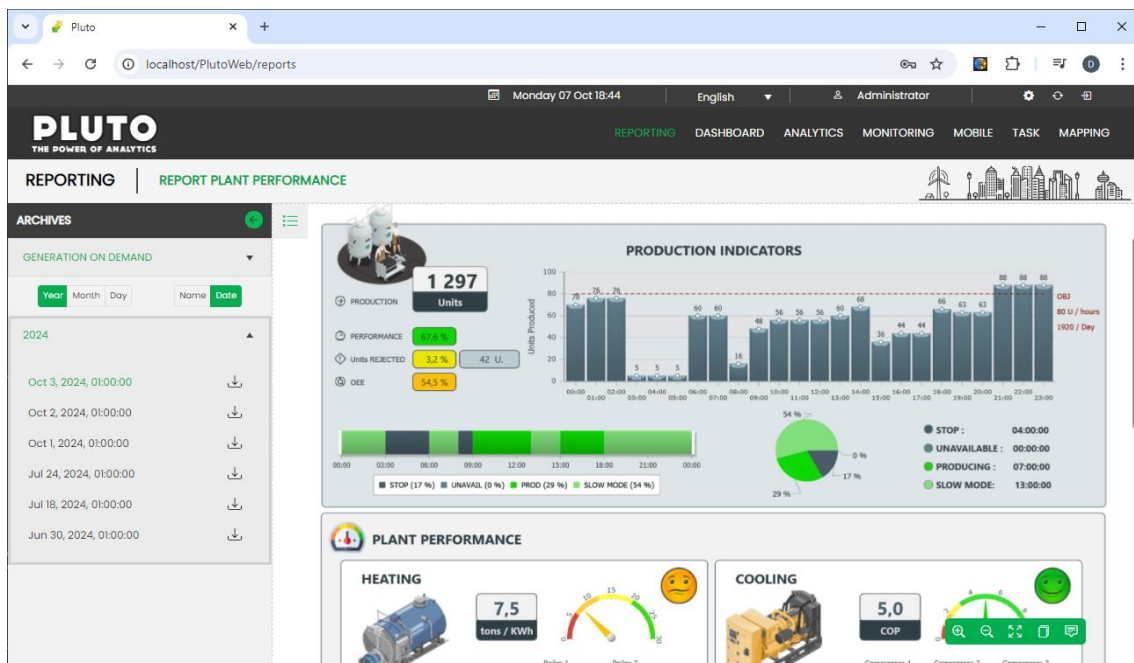 Pluto
localhost/PlutoWeb/reports
D
Monday 07 Oct 18:44
English
Administrator
PLUTO
THE POWER OF ANALYTICS
REPORTING DASHBOARD ANALYTICS MONITORING MOBILE TASK MAPPING
REPORTING
REPORT PLANT PERFORMANCE
ARCHIVES
GENERATION ON DEMAND
Year Month Day Name Date
2024
Oct 3, 2024, 01:00:00
Oct 2, 2024, 01:00:00
Oct 1, 2024, 01:00:00
Jul 24, 2024, 01:00:00
Jul 18, 2024, 01:00:00
Jun 30, 2024, 01:00:00
PRODUCTION INDICATORS
1 297
Units
PRODUCTION
PERFORMANCE 67,6 %
Units REJECTED 3,2 % 42 U.
OEE 54,5 %
Units Produced
100
80
60
40
20
0
70 76 76 5 5 5 60 60 16 48 56 56 56 60 68 36 44 44 66 63 63 88 88 88
00:00 01:00 02:00 03:00 04:00 05:00 06:00 07:00 08:00 09:00 10:00 11:00 12:00 13:00 14:00 15:00 16:00 17:00 18:00 19:00 20:00 21:00 22:00 23:00
OBJ
80 U / hours
1920 / Day
00:00 03:00 06:00 09:00 12:00 15:00 18:00 21:00 00:00
STOP (17 %) UNAVAIL (0 %) PROD (29 %) SLOW MODE (54 %)
54 %
0 %
17 %
29 %
STOP : 04:00:00
UNAVAILABLE : 00:00:00
PRODUCING : 07:00:00
SLOW MODE: 13:00:00
PLANT PERFORMANCE
HEATING
7,5
tons / KWh
0 5 10 15 20 25 30
COOLING
5,0
COP
4 6